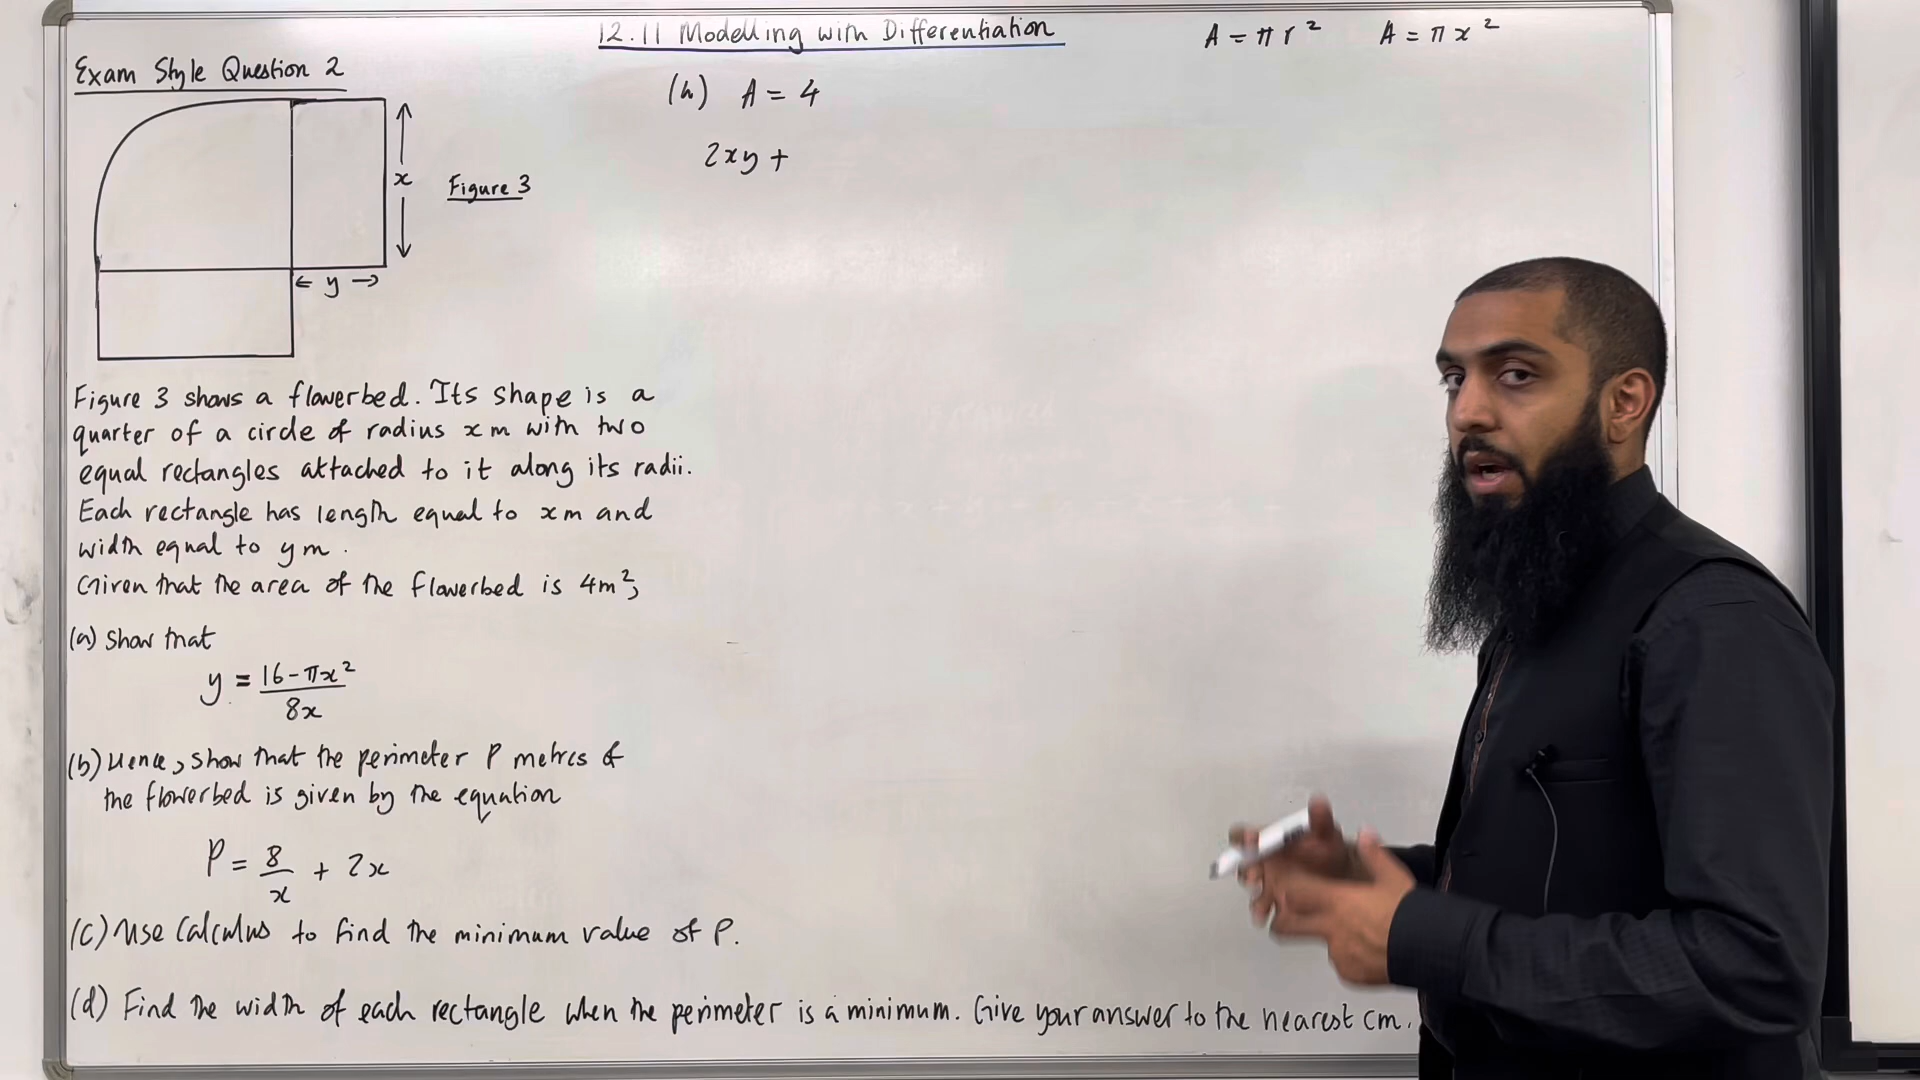 12.11 Modelling with Differentiation
A = πr² A = πx²
Exam Style Question 2
x
y
Figure 3
(a) A = 4
2xy +
Figure 3 shows a flowerbed. Its shape is a
quarter of a circle of radius x m with two
equal rectangles attached to it along its radii.
Each rectangle has length equal to x m and
width equal to y m.
Given that the area of the flowerbed is 4m²,
(a) Show that
y = (16-πx²)/(8x)
(b) Hence, show that the perimeter P metres of
the flowerbed is given by the equation
P = 8/x + 2x
(c) Use Calculus to find the minimum value of P.
(d) Find the width of each rectangle when the perimeter is a minimum. Give your answer to the nearest cm.